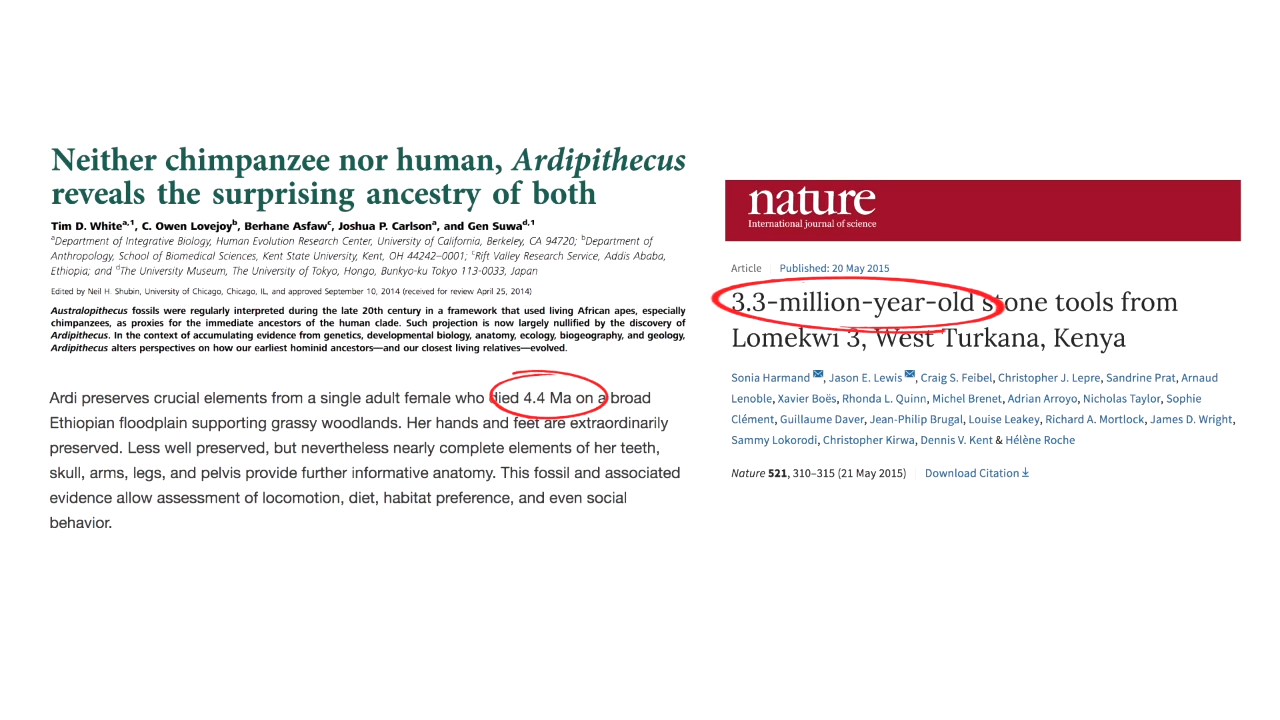 Neither chimpanzee nor human, Ardipithecus
reveals the surprising ancestry of both
Tim D. Whiteᵃ,¹, C. Owen Lovejoyᵇ, Berhane Asfawᶜ, Joshua P. Carlsonᵃ, and Gen Suwaᵈ,¹
ᵃDepartment of Integrative Biology, Human Evolution Research Center, University of California, Berkeley, CA 94720; ᵇDepartment of
Anthropology, School of Biomedical Sciences, Kent State University, Kent, OH 44242–0001; ᶜRift Valley Research Service, Addis Ababa,
Ethiopia; and ᵈThe University Museum, The University of Tokyo, Hongo, Bunkyo-ku Tokyo 113-0033, Japan
Edited by Neil H. Shubin, University of Chicago, Chicago, IL, and approved September 10, 2014 (received for review April 25, 2014)
Australopithecus fossils were regularly interpreted during the late 20th century in a framework that used living African apes, especially
chimpanzees, as proxies for the immediate ancestors of the human clade. Such projection is now largely nullified by the discovery of
Ardipithecus. In the context of accumulating evidence from genetics, developmental biology, anatomy, ecology, biogeography, and geology,
Ardipithecus alters perspectives on how our earliest hominid ancestors—and our closest living relatives—evolved.
Ardi preserves crucial elements from a single adult female who died 4.4 Ma on a broad
Ethiopian floodplain supporting grassy woodlands. Her hands and feet are extraordinarily
preserved. Less well preserved, but nevertheless nearly complete elements of her teeth,
skull, arms, legs, and pelvis provide further informative anatomy. This fossil and associated
evidence allow assessment of locomotion, diet, habitat preference, and even social
behavior.
nature
International journal of science
Article Published: 20 May 2015
3.3-million-year-old stone tools from
Lomekwi 3, West Turkana, Kenya
Sonia Harmand, Jason E. Lewis, Craig S. Feibel, Christopher J. Lepre, Sandrine Prat, Arnaud
Lenoble, Xavier Boës, Rhonda L. Quinn, Michel Brenet, Adrian Arroyo, Nicholas Taylor, Sophie
Clément, Guillaume Daver, Jean-Philip Brugal, Louise Leakey, Richard A. Mortlock, James D. Wright,
Sammy Lokorodi, Christopher Kirwa, Dennis V. Kent & Hélène Roche
Nature 521, 310–315 (21 May 2015) Download Citation